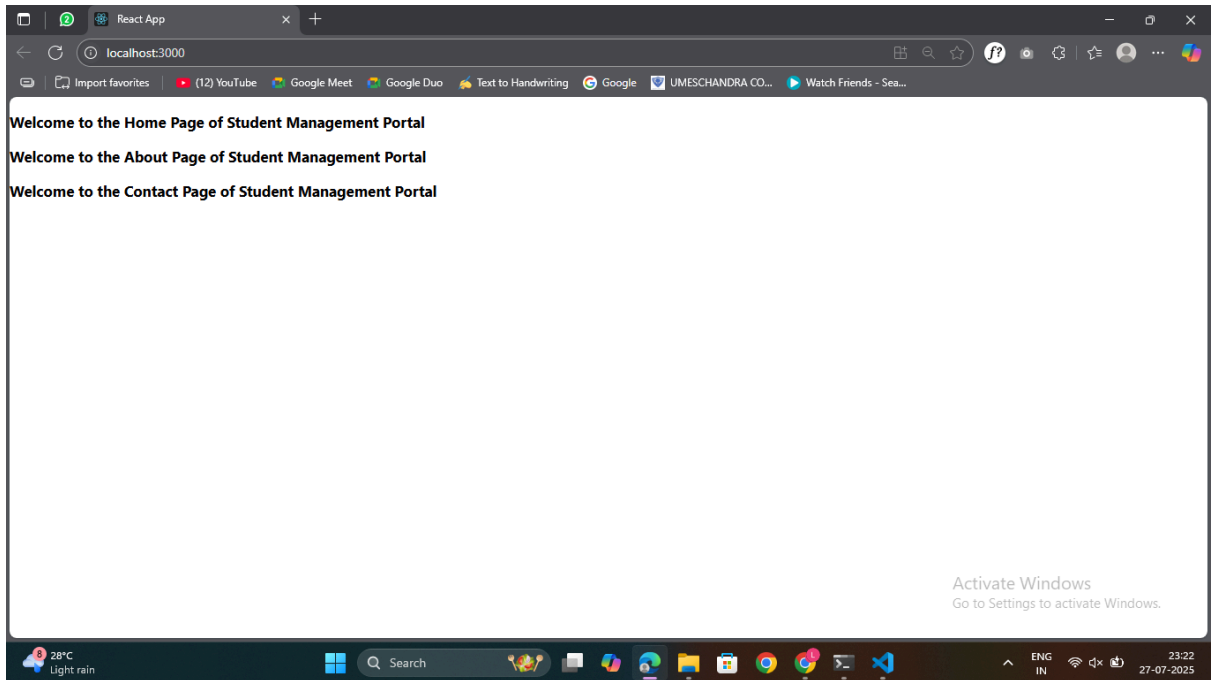 2
React App
localhost:3000
f?
Import favorites
(12) YouTube
Google Meet
Google Duo
Text to Handwriting
Google
UMESCHANDRA CO...
Watch Friends - Sea...
Welcome to the Home Page of Student Management Portal
Welcome to the About Page of Student Management Portal
Welcome to the Contact Page of Student Management Portal
Activate Windows
Go to Settings to activate Windows.
8
28°C
Light rain
Search
ENG
IN
23:22
27-07-2025